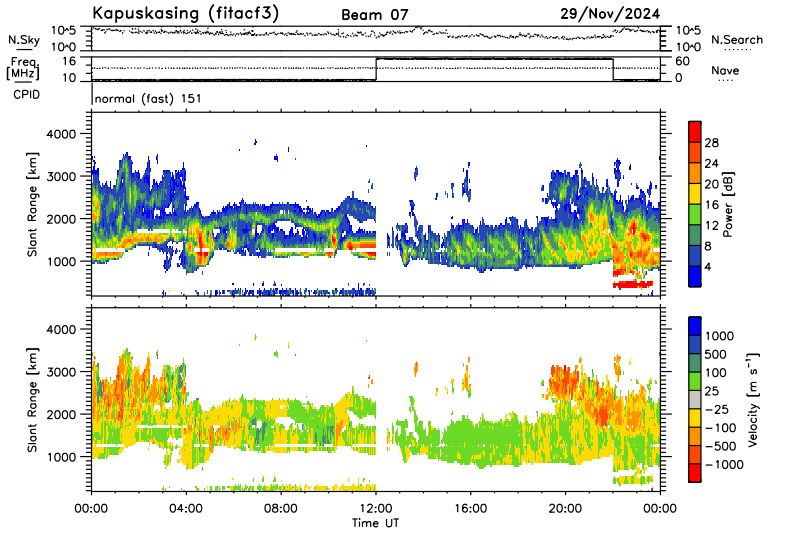 Kapuskasing (fitacf3) Beam 07 29/Nov/2024
N.Sky 10^5 10^0 10^5 10^0 N.Search
Freq. [MHz] 16 10 60 0 Nave
CPID normal (fast) 151
4000
3000
2000
1000
Slant Range [km]
28
24
20
16
12
8
4
Power [dB]
4000
3000
2000
1000
Slant Range [km]
1000
500
100
25
−25
−100
−500
−1000
Velocity [m s⁻¹]
00:00 04:00 08:00 12:00 16:00 20:00 00:00
Time UT